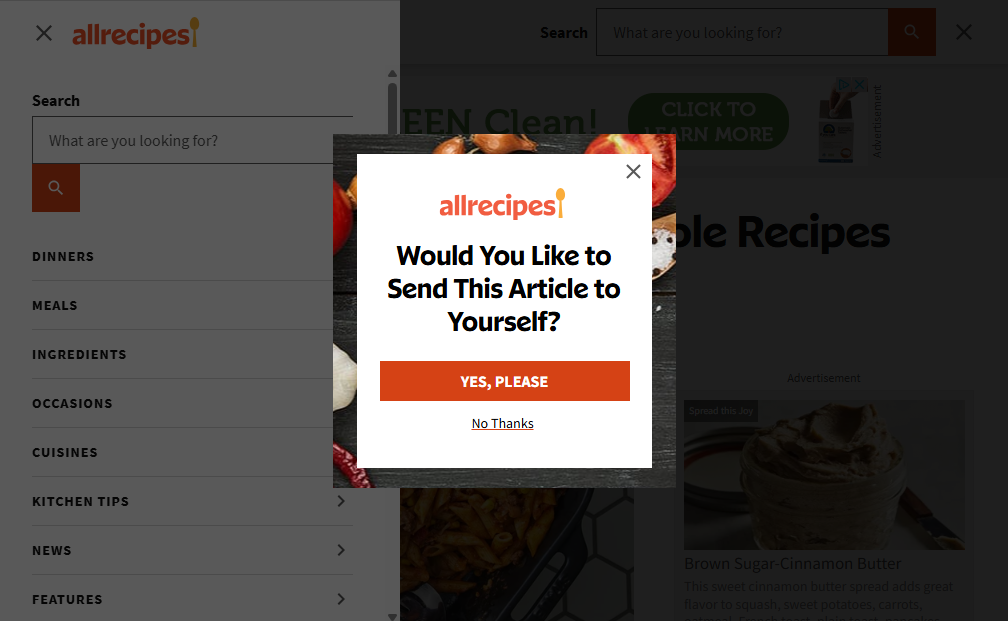 allrecipes
Search
What are you looking for?
DINNERS
MEALS
INGREDIENTS
OCCASIONS
CUISINES
KITCHEN TIPS
NEWS
FEATURES
Search
What are you looking for?
Clean!
CLICK TO
LEARN MORE
Advertisement
Recipes
allrecipes
Would You Like to
Send This Article to
Yourself?
YES, PLEASE
No Thanks
Advertisement
Spread this Joy
Brown Sugar-Cinnamon Butter
This sweet cinnamon butter spread adds great
flavor to squash, sweet potatoes, carrots,